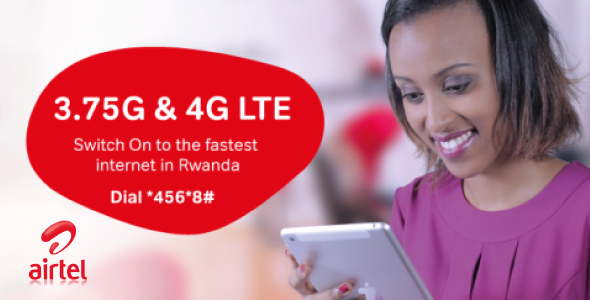 3.75G & 4G LTE
Switch On to the fastest
internet in Rwanda
Dial *456*8#
airtel